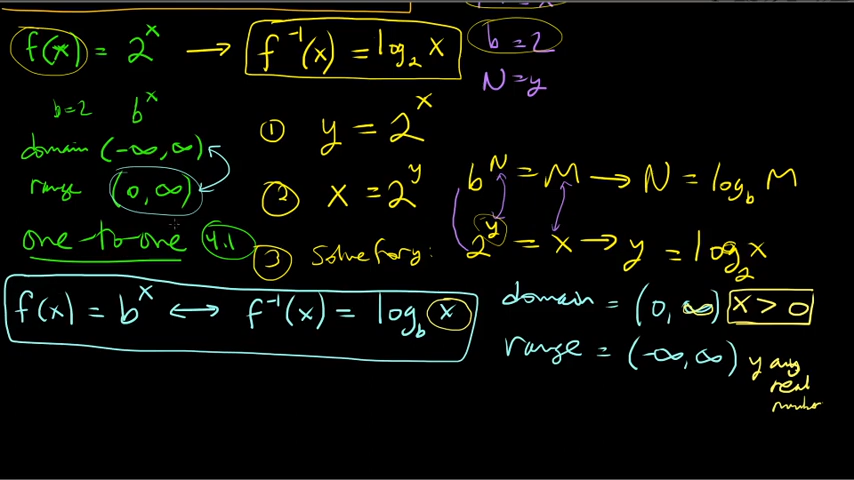 f(x) = 2^x → f^-1(x) = log_2 x
b = 2
N = y
b=2 b^x
domain (-∞, ∞)
range (0, ∞)
one-to-one 4.1
① y = 2^x
② x = 2^y
③ Solve for y:
b^N = M → N = log_b M
2^y = x → y = log_2 x
f(x) = b^x ↔ f^-1(x) = log_b x
domain = (0, ∞) x > 0
range = (-∞, ∞) y any
real
number